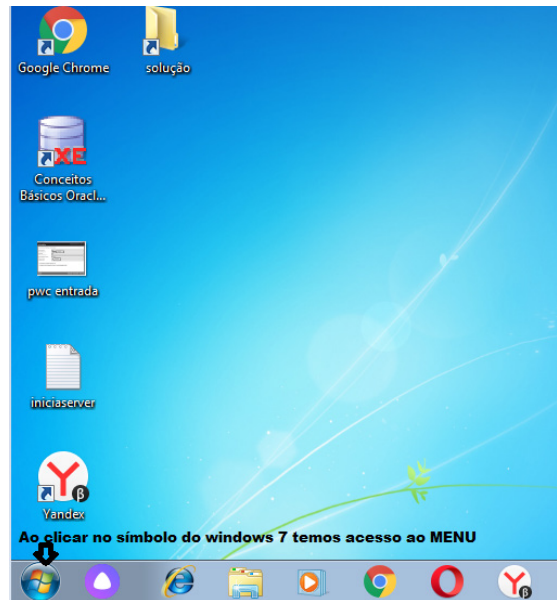 Google Chrome
solução
XE
Conceitos
Básicos Oracl...
pwc entrada
iniciaserver
Y
β
Yandex
Ao clicar no símbolo do windows 7 temos acesso ao MENU
β